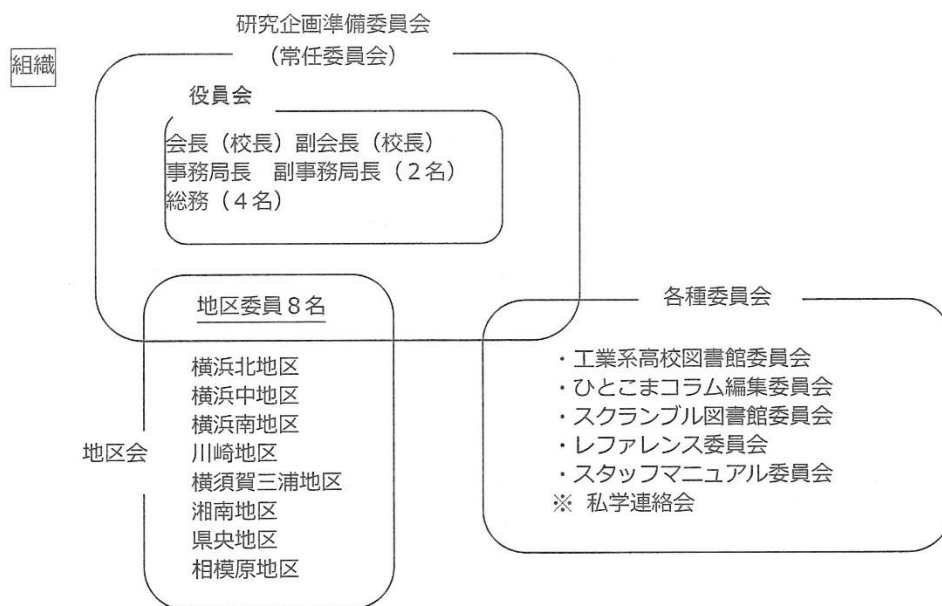 研究企画準備委員会
（常任委員会）
組織
役員会
会長（校長）副会長（校長）
事務局長　副事務局長（２名）
総務（４名）
地区委員８名
横浜北地区
横浜中地区
横浜南地区
川崎地区
横須賀三浦地区
湘南地区
県央地区
相模原地区
地区会
各種委員会
・工業系高校図書館委員会
・ひとこまコラム編集委員会
・スクランブル図書館委員会
・レファレンス委員会
・スタッフマニュアル委員会
※ 私学連絡会